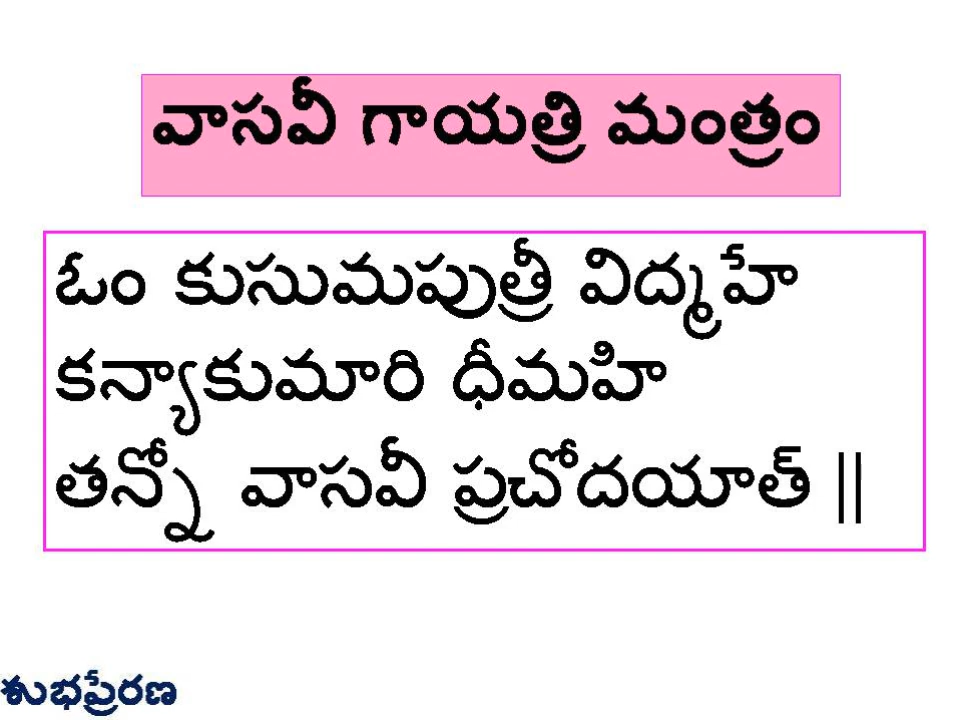 వాసవీ గాయత్రి మంత్రం
ఓం కుసుమపుత్రీ విద్మహే
కన్యాకుమారి ధీమహి
తన్నో వాసవీ ప్రచోదయాత్ ||
శుభప్రేరణ